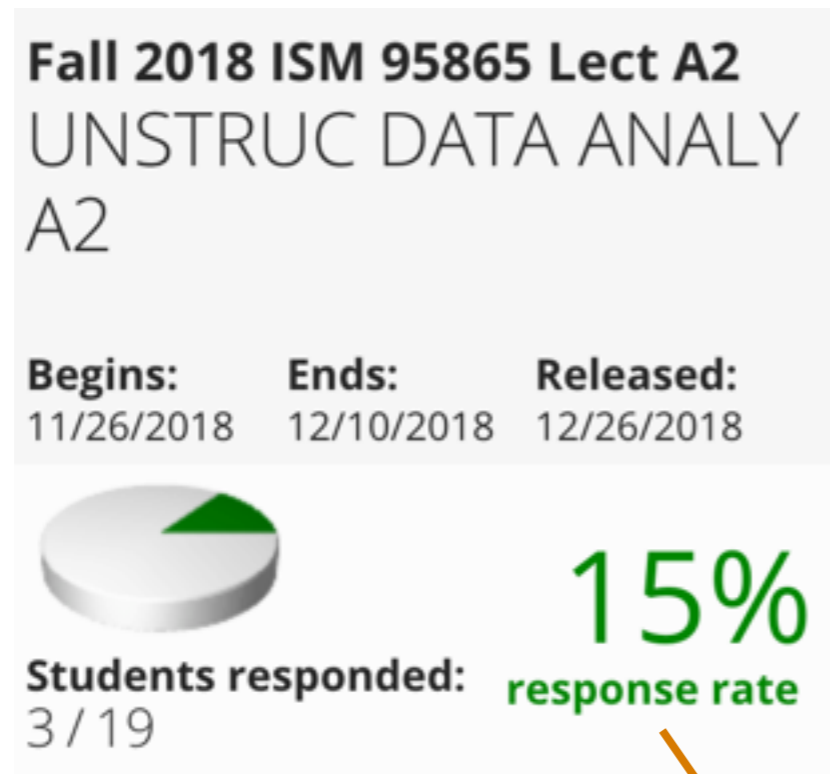 Fall 2018 ISM 95865 Lect A2
UNSTRUC DATA ANALY
A2
Begins: Ends: Released:
11/26/2018 12/10/2018 12/26/2018
15%
response rate
Students responded:
3 / 19